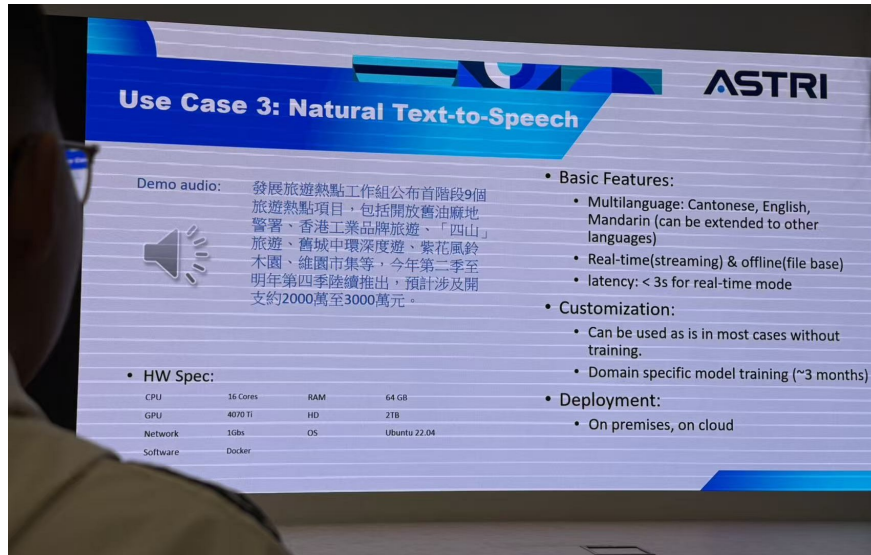 ASTRI
Use Case 3: Natural Text-to-Speech
Demo audio:
發展旅遊熱點工作組公布首階段9個
旅遊熱點項目，包括開放舊油麻地
警署、香港工業品牌旅遊、「四山」
旅遊、舊城中環深度遊、紫花風鈴
木園、維園市集等，今年第二季至
明年第四季陸續推出，預計涉及開
支約2000萬至3000萬元。
• HW Spec:
CPU 16 Cores RAM 64 GB
GPU 4070 Ti HD 2TB
Network 1Gbs OS Ubuntu 22.04
Software Docker
• Basic Features:
• Multilanguage: Cantonese, English,
Mandarin (can be extended to other
languages)
• Real-time(streaming) & offline(file base)
• latency: < 3s for real-time mode
• Customization:
• Can be used as is in most cases without
training.
• Domain specific model training (~3 months)
• Deployment:
• On premises, on cloud